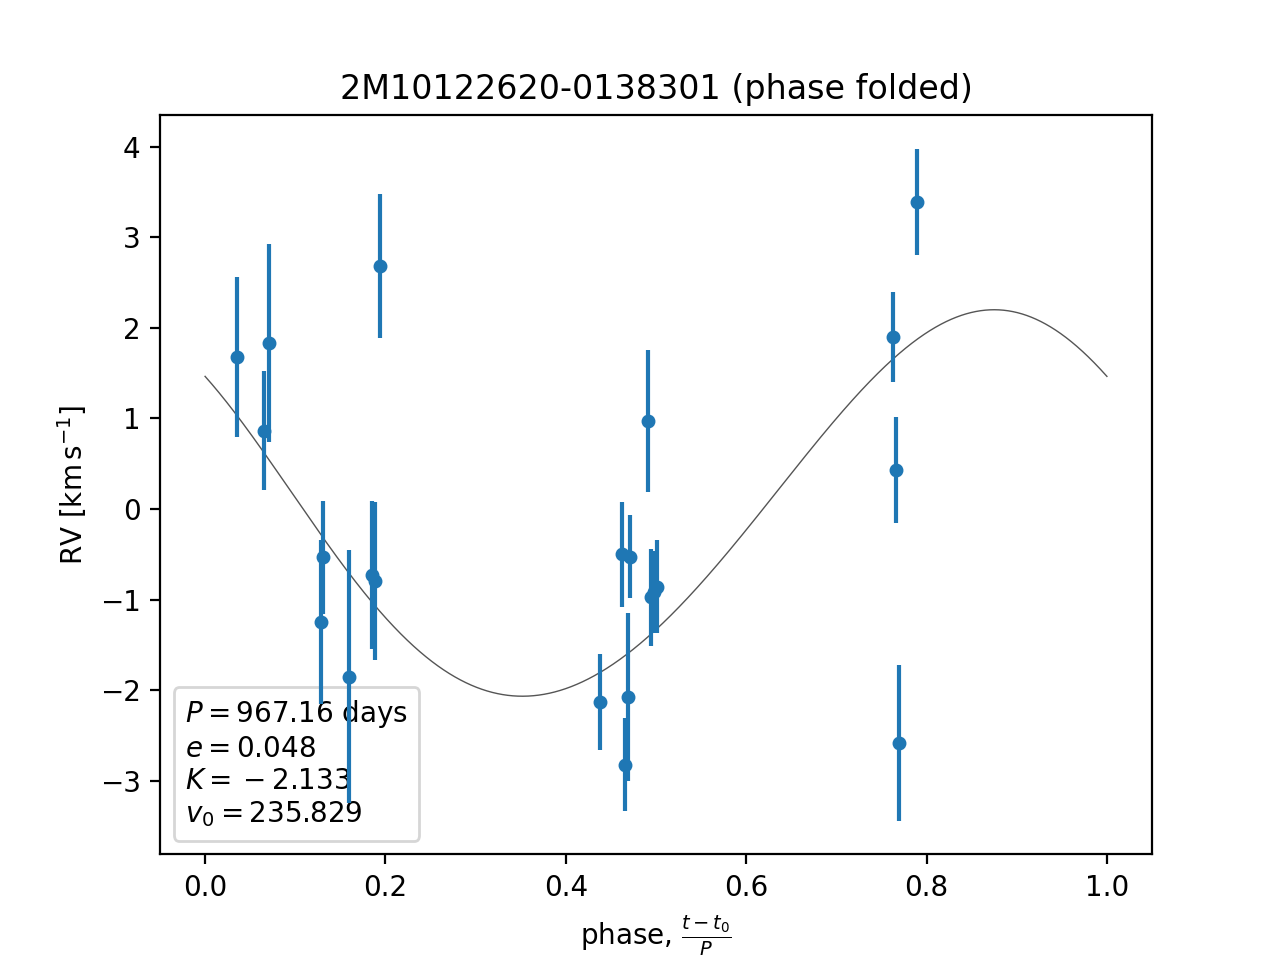 2M10122620-0138301 (phase folded)
4
3
2
1
0
−1
−2
−3
RV [km s⁻¹]
P = 967.16 days
e = 0.048
K = −2.133
v₀ = 235.829
0.0 0.2 0.4 0.6 0.8 1.0
phase, (t − t₀)/P